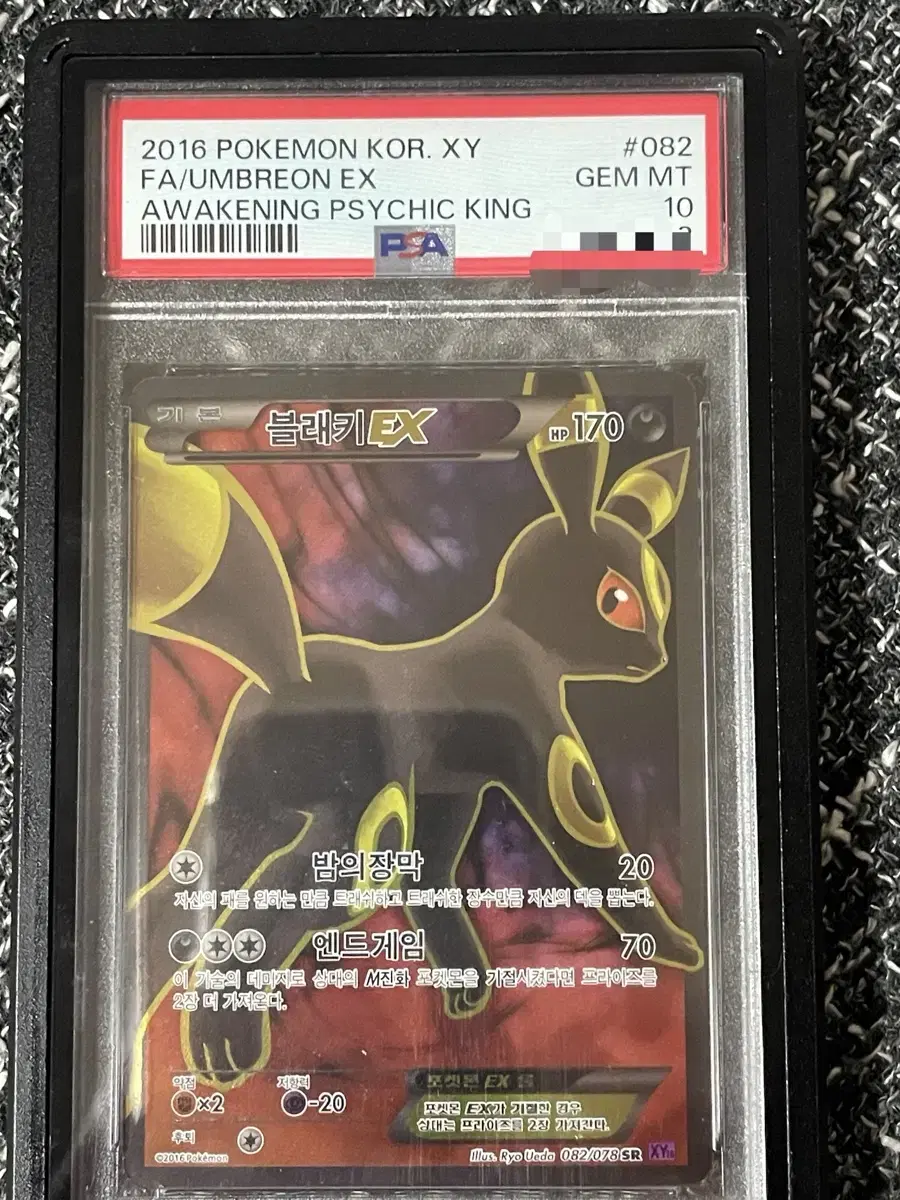 2016 POKEMON KOR. XY #082
FA/UMBREON EX GEM MT
AWAKENING PSYCHIC KING 10
PSA
기본 블래키EX HP 170
밤의장막 20
자신의 패를 원하는 만큼 트래쉬하고 트래쉬한 장수만큼 자신의 덱을 뽑는다.
엔드게임 70
이 기술의 데미지로 상대의 M진화 포켓몬을 기절시켰다면 프라이즈를
2장 더 가져온다.
약점 저항력
×2 -20
후퇴
포켓몬 EX 룰
포켓몬 EX가 기절한 경우
상대는 프라이즈를 2장 가져간다.
©2016 Pokémon
Illus. Ryo Ueda 082/078 SR XY10